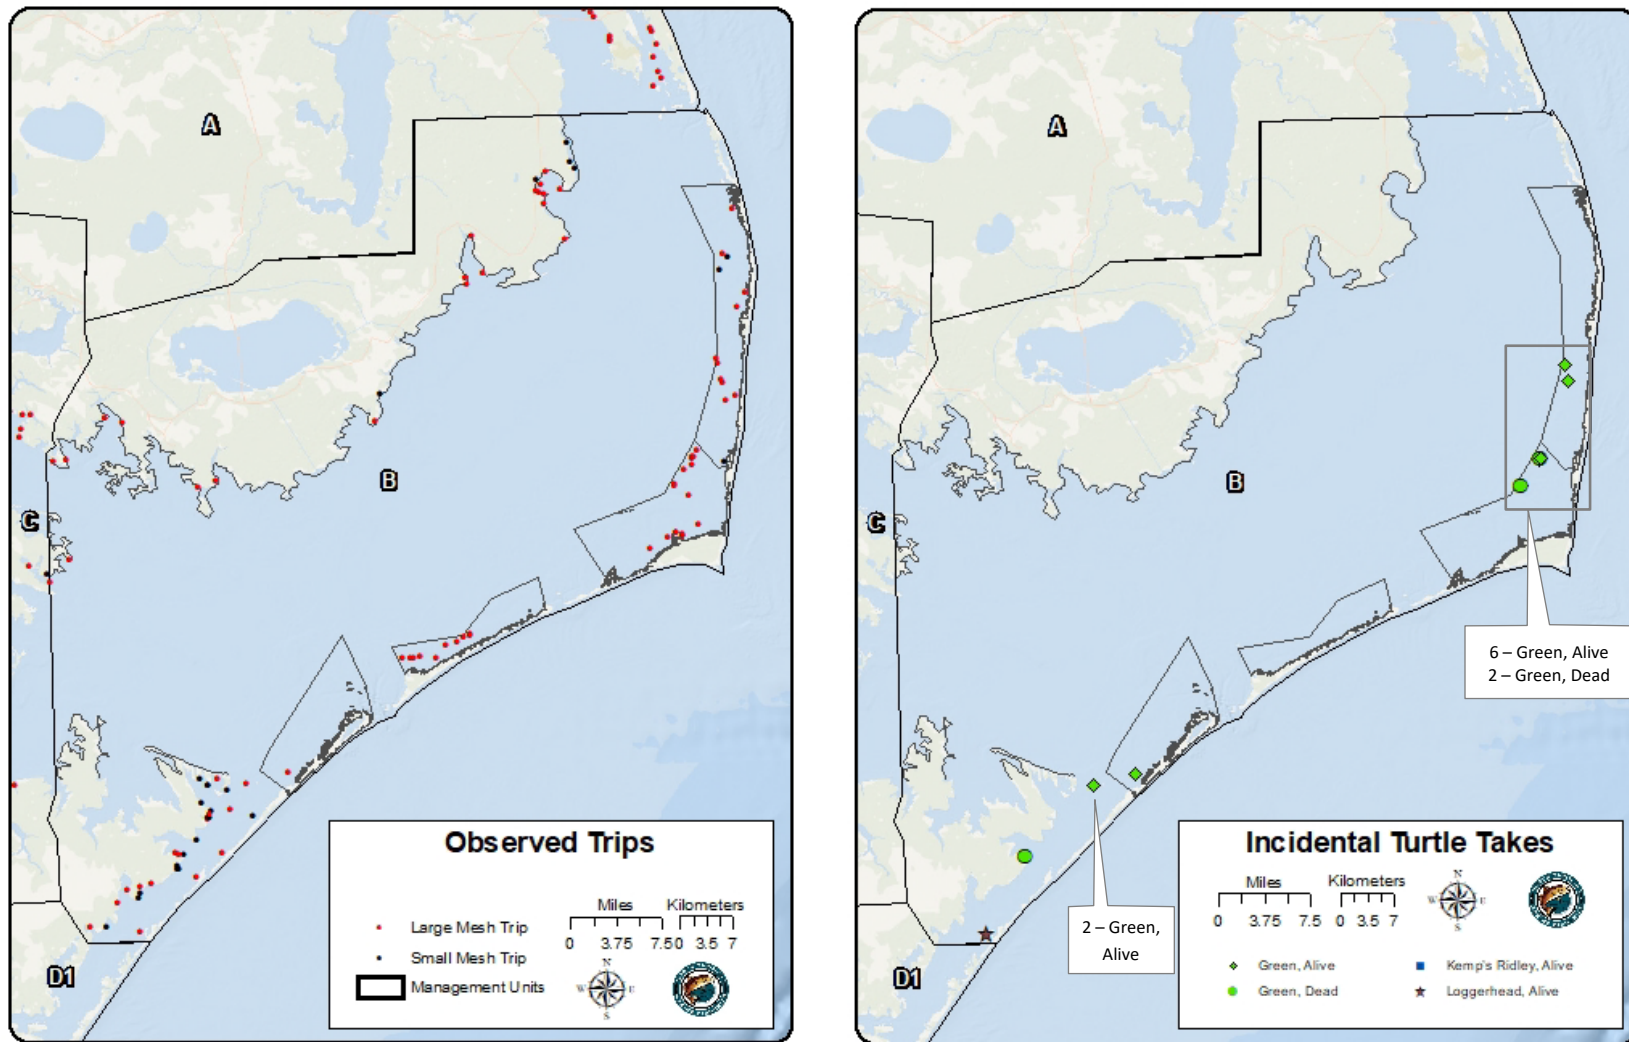 A
B
C
D1
Observed Trips
Miles
Kilometers
0 3.75 7.5
0 3.5 7
Large Mesh Trip
Small Mesh Trip
Management Units
N
W E
S
A
B
C
D1
6 – Green, Alive
2 – Green, Dead
2 – Green,
Alive
Incidental Turtle Takes
Miles
Kilometers
0 3.75 7.5
0 3.5 7
N
W E
S
Green, Alive
Kemp's Ridley, Alive
Green, Dead
Loggerhead, Alive